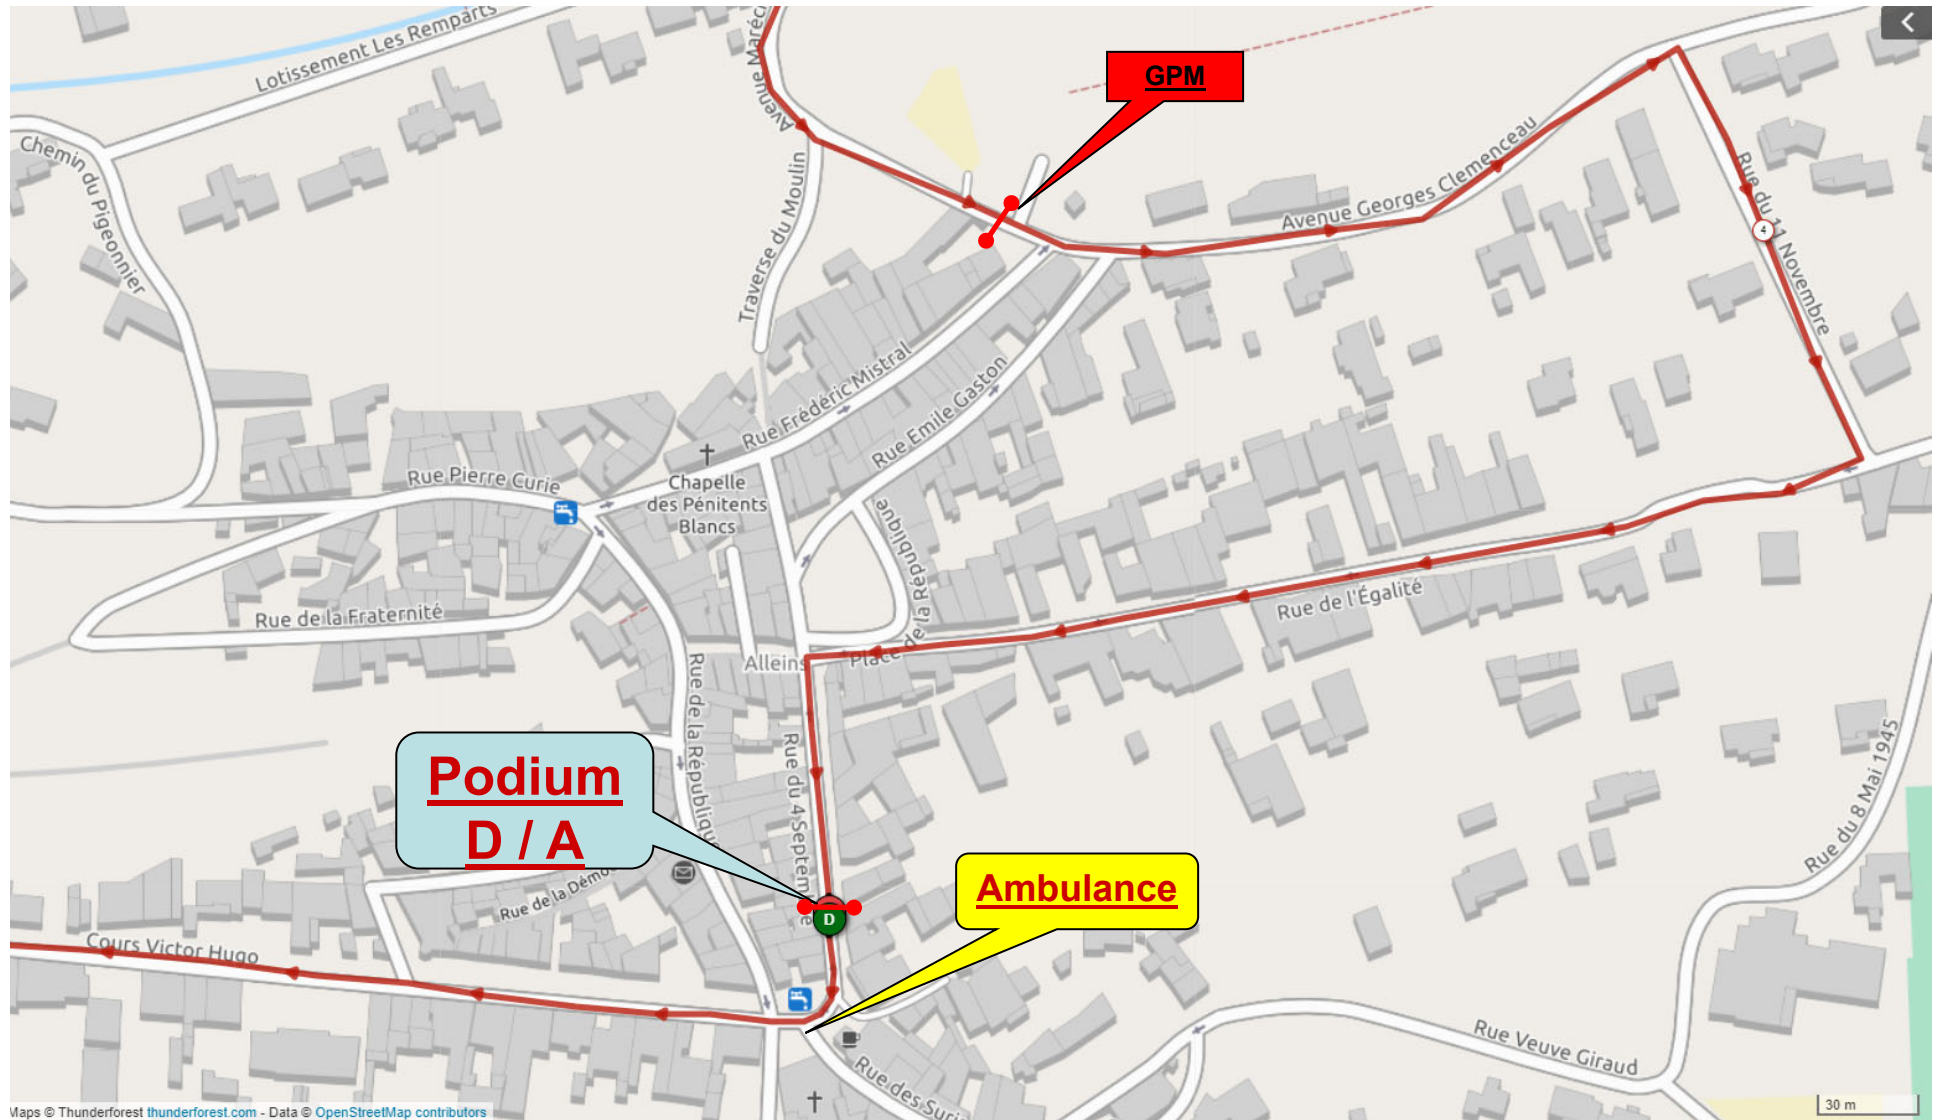 Lotissement Les Remparts
Avenue Maréc
GPM
Chemin du Pigeonnier
Traverse du Moulin
Avenue Georges Clemenceau
Rue du 11 Novembre
4
Rue Frédéric Mistral
Rue Emile Gaston
Rue Pierre Curie
Chapelle
des Pénitents
Blancs
Place de la République
Rue de la Fraternité
Rue de l'Égalité
Alleins
Rue de la République
Rue du 4 Septembre
Podium
D / A
Rue du 8 Mai 1945
Ambulance
Rue de la Démo
D
Cours Victor Hugo
Rue des Suri
Rue Veuve Giraud
Maps © Thunderforest thunderforest.com - Data © OpenStreetMap contributors
30 m